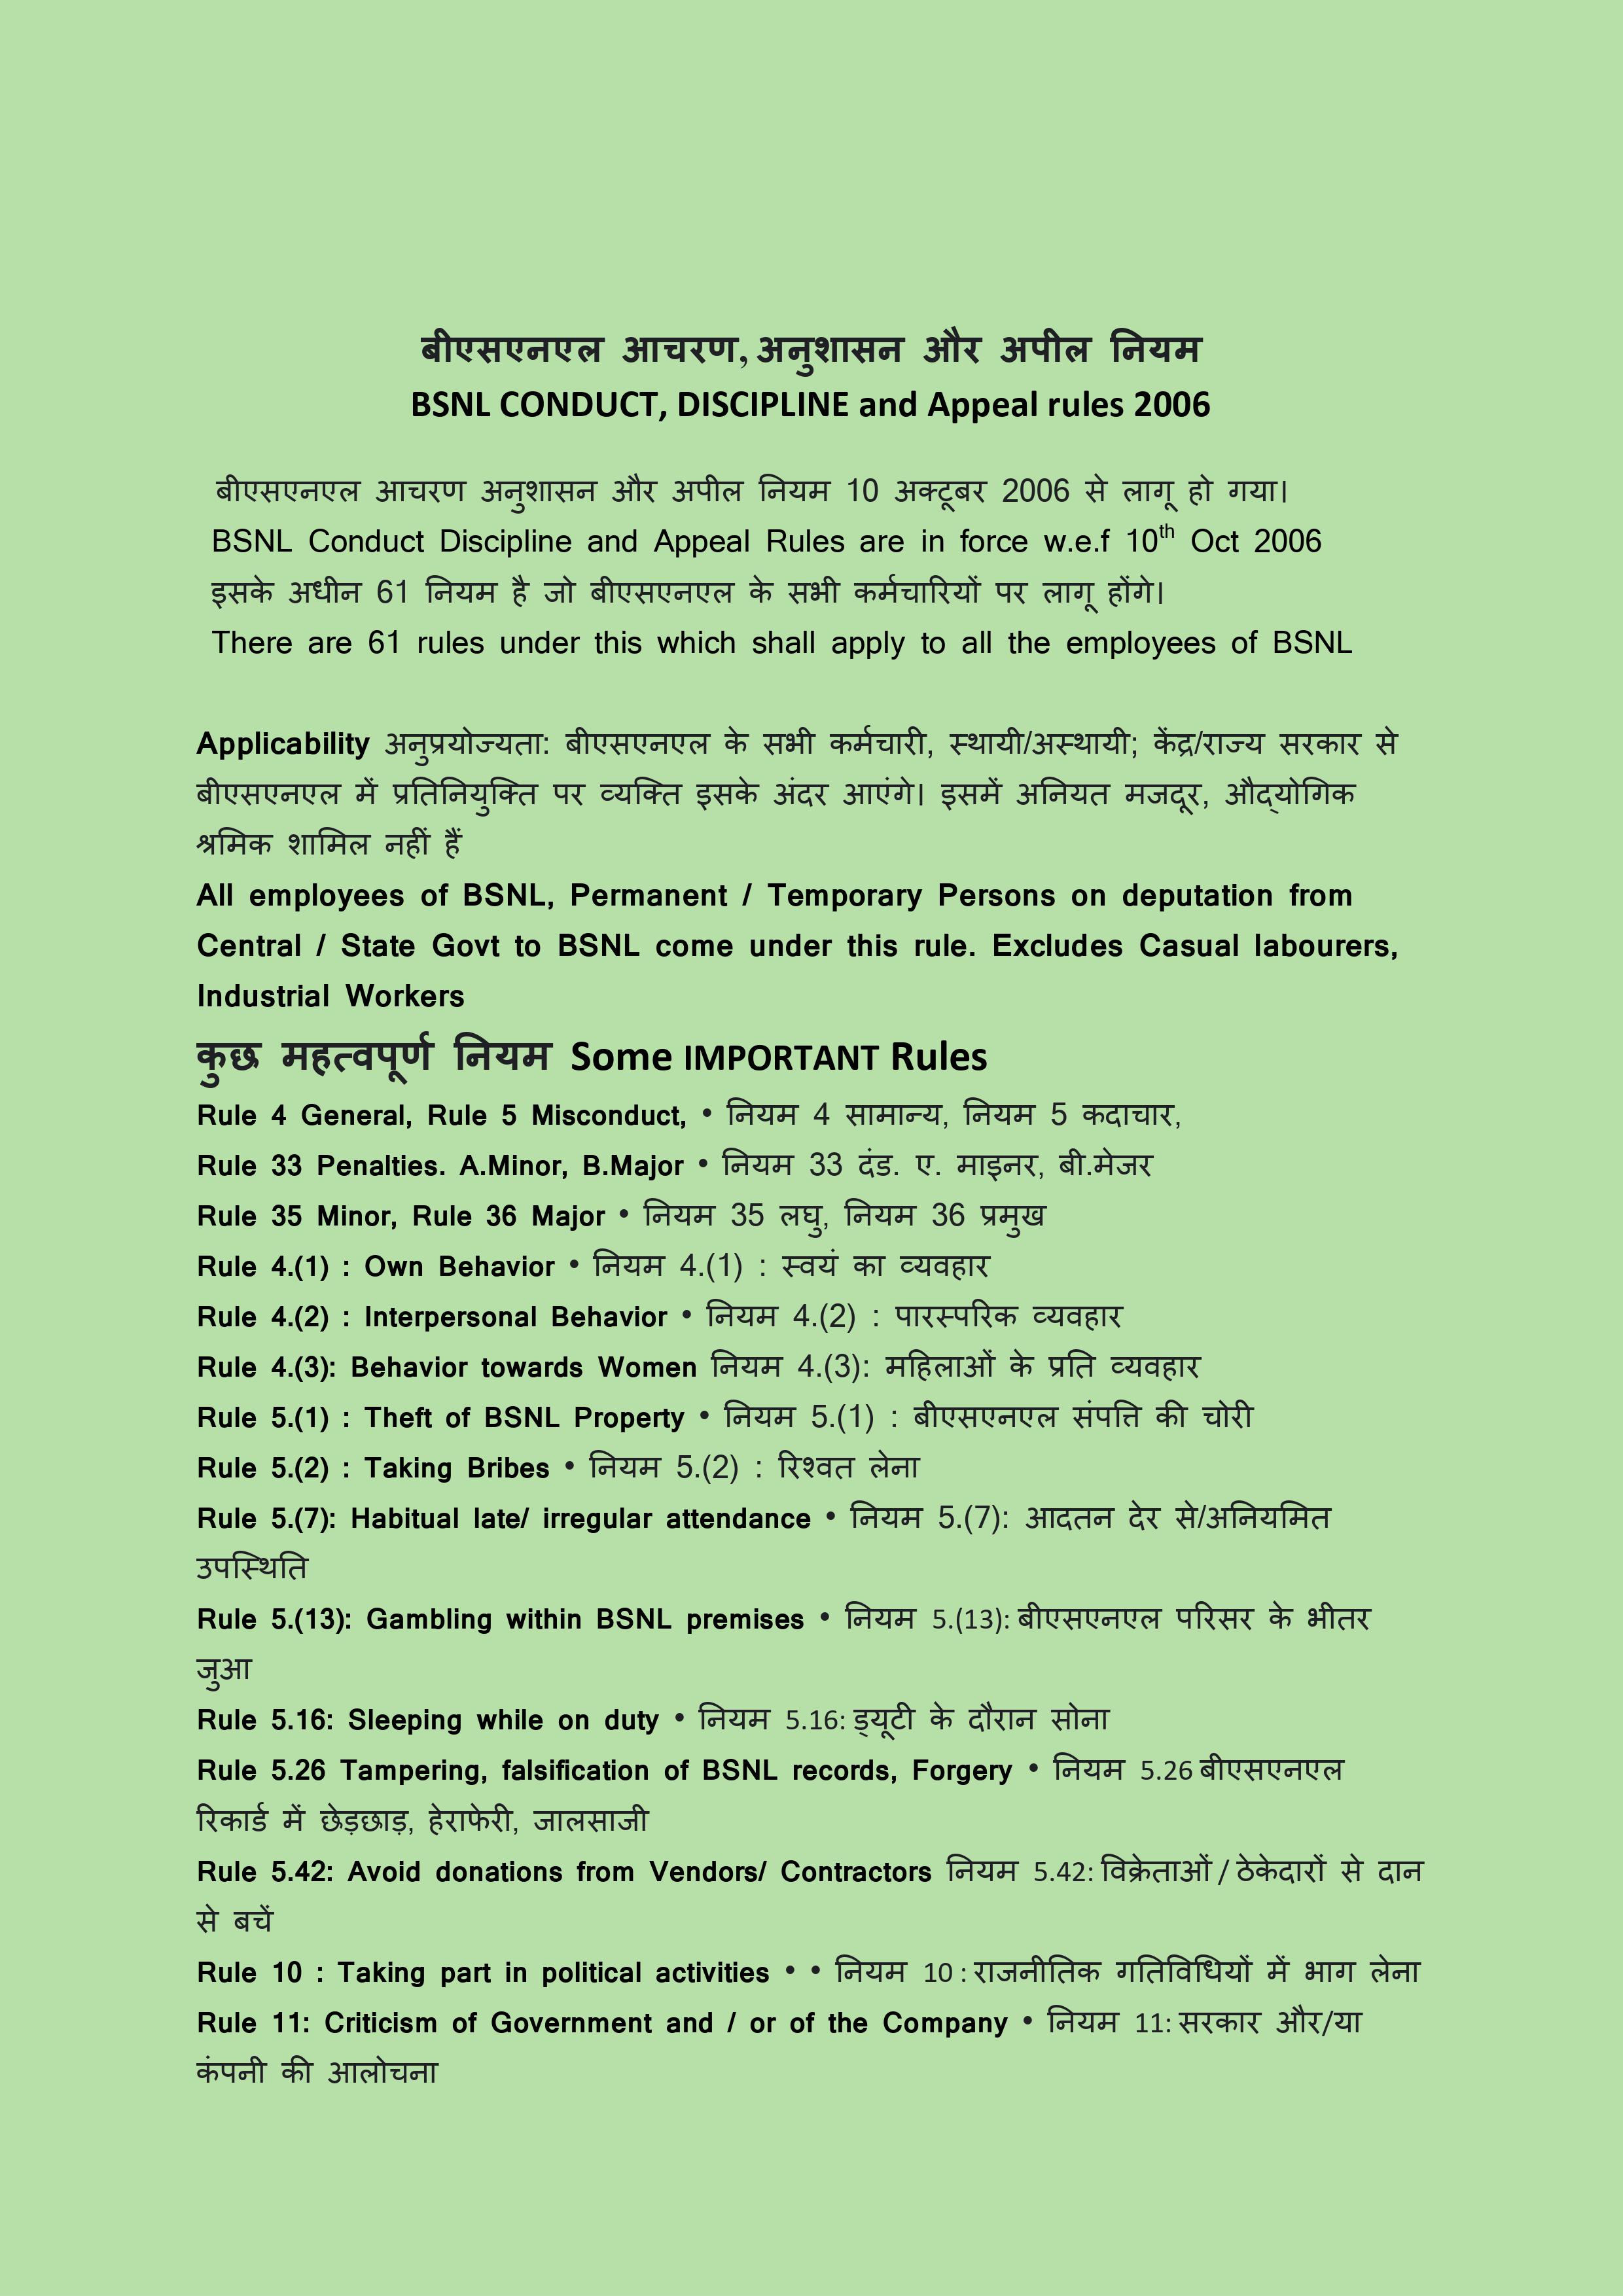 बीएसएनएल आचरण, अनुशासन और अपील नियम
BSNL CONDUCT, DISCIPLINE and Appeal rules 2006
बीएसएनएल आचरण अनुशासन और अपील नियम 10 अक्टूबर 2006 से लागू हो गया।
BSNL Conduct Discipline and Appeal Rules are in force w.e.f 10th Oct 2006
इसके अधीन 61 नियम है जो बीएसएनएल के सभी कर्मचारियों पर लागू होंगे।
There are 61 rules under this which shall apply to all the employees of BSNL
Applicability अनुप्रयोज्यता: बीएसएनएल के सभी कर्मचारी, स्थायी/अस्थायी; केंद्र/राज्य सरकार से
बीएसएनएल में प्रतिनियुक्ति पर व्यक्ति इसके अंदर आएंगे। इसमें अनियत मजदूर, औद्योगिक
श्रमिक शामिल नहीं हैं
All employees of BSNL, Permanent / Temporary Persons on deputation from
Central / State Govt to BSNL come under this rule. Excludes Casual labourers,
Industrial Workers
कुछ महत्वपूर्ण नियम Some IMPORTANT Rules
Rule 4 General, Rule 5 Misconduct, • नियम 4 सामान्य, नियम 5 कदाचार,
Rule 33 Penalties. A.Minor, B.Major • नियम 33 दंड. ए. माइनर, बी.मेजर
Rule 35 Minor, Rule 36 Major • नियम 35 लघु, नियम 36 प्रमुख
Rule 4.(1) : Own Behavior • नियम 4.(1) : स्वयं का व्यवहार
Rule 4.(2) : Interpersonal Behavior • नियम 4.(2) : पारस्परिक व्यवहार
Rule 4.(3): Behavior towards Women नियम 4.(3): महिलाओं के प्रति व्यवहार
Rule 5.(1) : Theft of BSNL Property • नियम 5.(1) : बीएसएनएल संपत्ति की चोरी
Rule 5.(2) : Taking Bribes • नियम 5.(2) : रिश्वत लेना
Rule 5.(7): Habitual late/ irregular attendance • नियम 5.(7): आदतन देर से/अनियमित
उपस्थिति
Rule 5.(13): Gambling within BSNL premises • नियम 5.(13): बीएसएनएल परिसर के भीतर
जुआ
Rule 5.16: Sleeping while on duty • नियम 5.16: ड्यूटी के दौरान सोना
Rule 5.26 Tampering, falsification of BSNL records, Forgery • नियम 5.26 बीएसएनएल
रिकार्ड में छेड़छाड़, हेराफेरी, जालसाजी
Rule 5.42: Avoid donations from Vendors/ Contractors नियम 5.42: विक्रेताओं / ठेकेदारों से दान
से बचें
Rule 10 : Taking part in political activities • • नियम 10 : राजनीतिक गतिविधियों में भाग लेना
Rule 11: Criticism of Government and / or of the Company • नियम 11: सरकार और/या
कंपनी की आलोचना